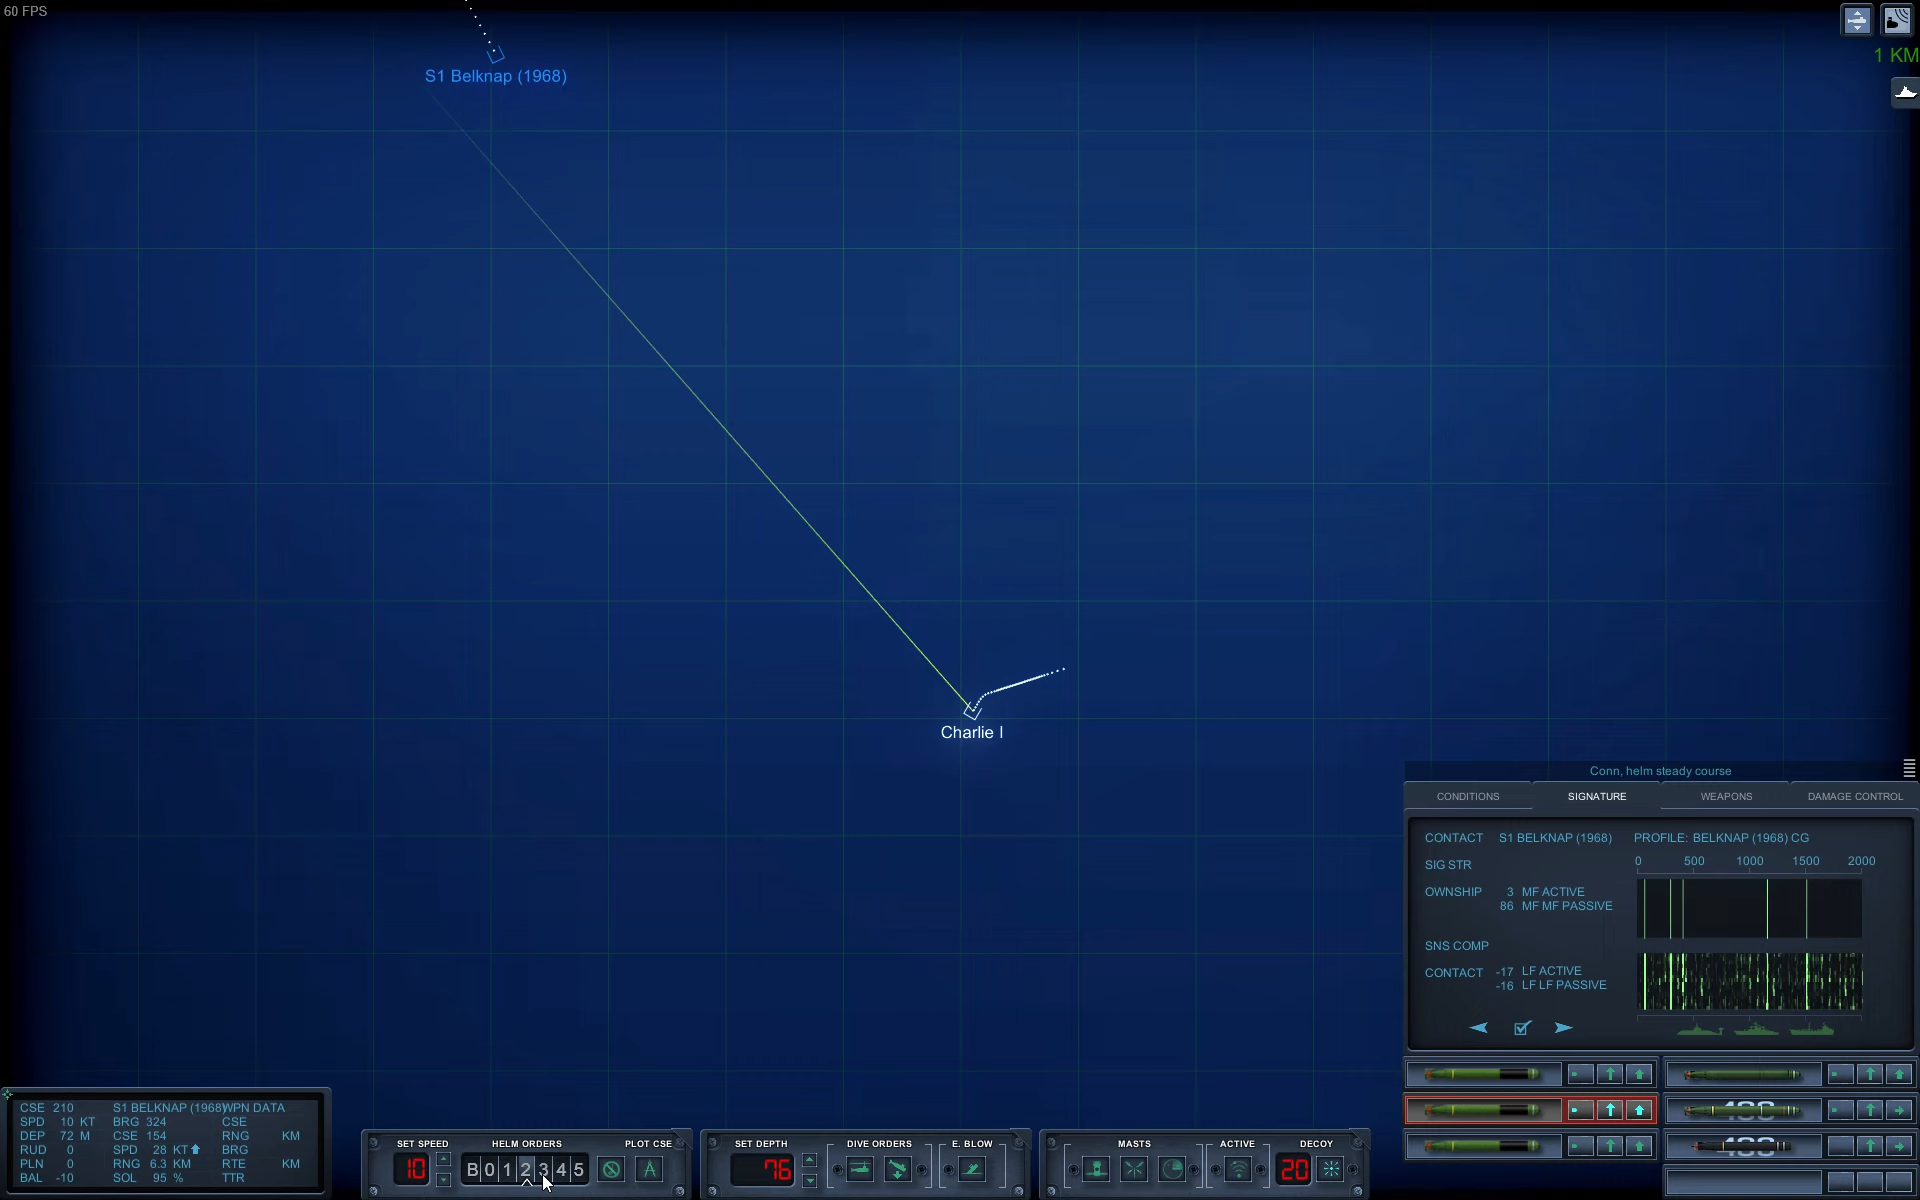 60 FPS
S1 Belknap (1968)
1 KM
Charlie I
Conn, helm steady course
CONDITIONS SIGNATURE WEAPONS DAMAGE CONTROL
CONTACT S1 BELKNAP (1968) PROFILE: BELKNAP (1968) CG
SIG STR 0 500 1000 1500 2000
OWNSHIP 3 MF ACTIVE
86 MF MF PASSIVE
SNS COMP
CONTACT -17 LF ACTIVE
-16 LF LF PASSIVE
CSE 210 S1 BELKNAP (1968) WPN DATA
SPD 10 KT BRG 324 CSE
DEP 72 M CSE 154 RNG KM
RUD 0 SPD 28 KT BRG
PLN 0 RNG 6.3 KM RTE KM
BAL -10 SOL 95 % TTR
SET SPEED HELM ORDERS PLOT CSE
10 B 0 1 2 3 4 5
SET DEPTH DIVE ORDERS E. BLOW
76
MASTS ACTIVE DECOY
20